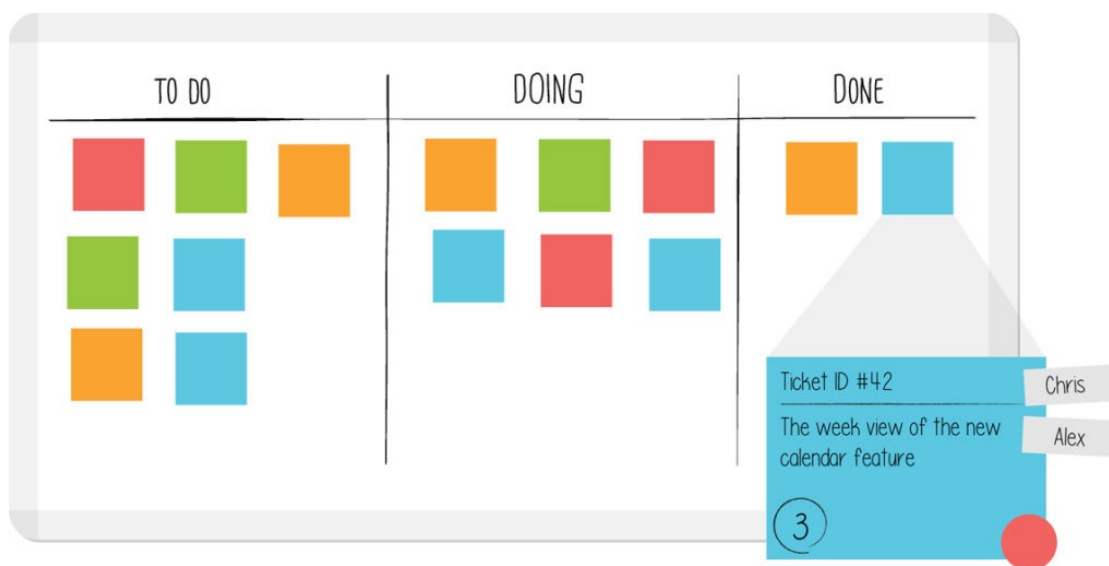 TO DO
DOING
DONE
Ticket ID #42
Chris
The week view of the new
calendar feature
Alex
3